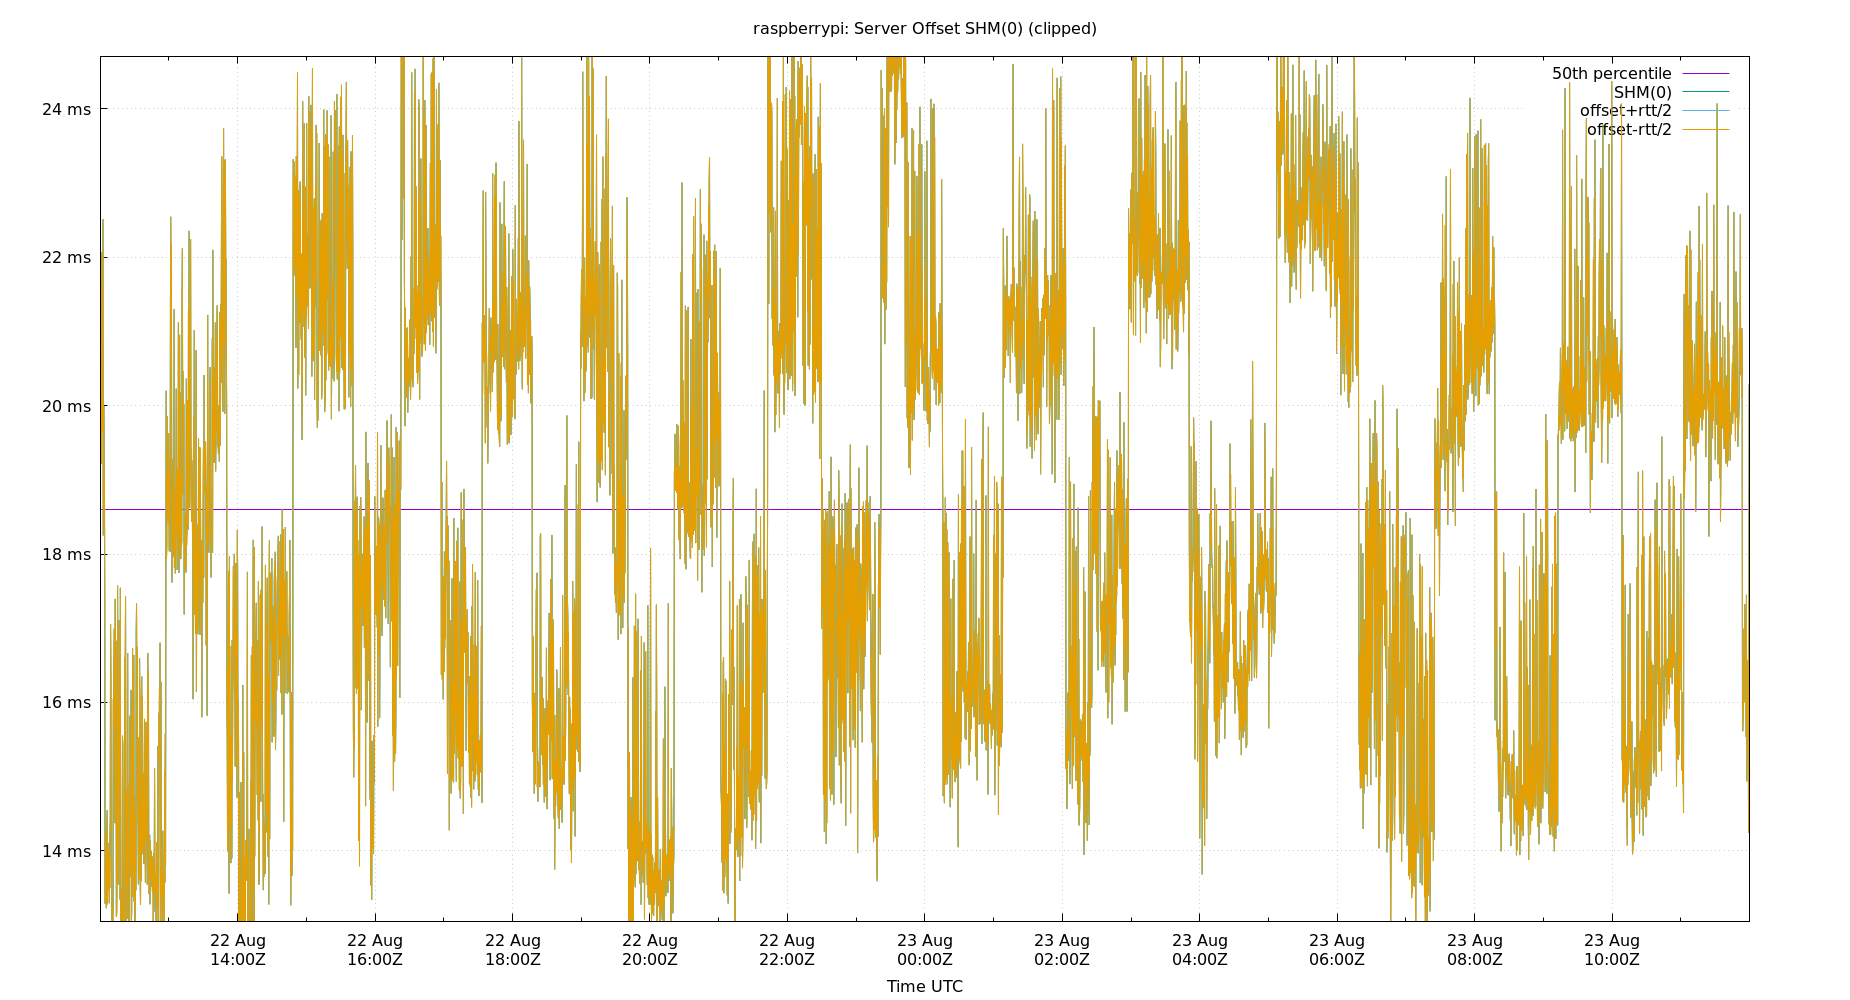 raspberrypi: Server Offset SHM(0) (clipped)
50th percentile
SHM(0)
offset+rtt/2
offset-rtt/2
24 ms
22 ms
20 ms
18 ms
16 ms
14 ms
22 Aug 22 Aug 22 Aug 22 Aug 22 Aug 23 Aug 23 Aug 23 Aug 23 Aug 23 Aug 23 Aug
14:00Z 16:00Z 18:00Z 20:00Z 22:00Z 00:00Z 02:00Z 04:00Z 06:00Z 08:00Z 10:00Z
Time UTC